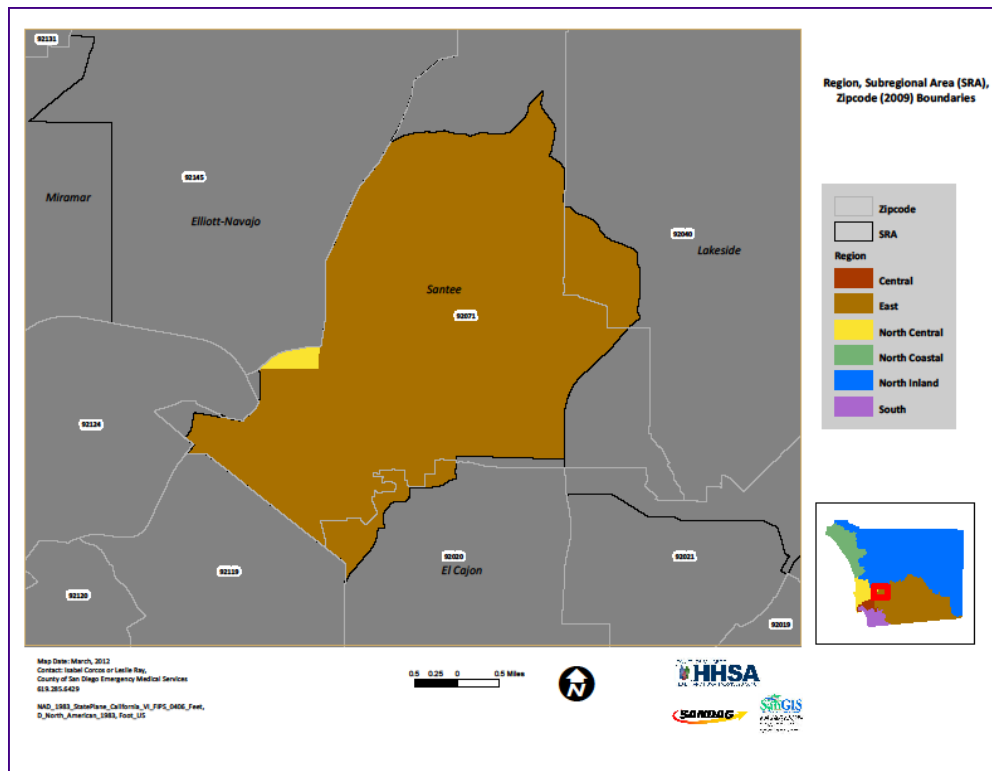 Region, Subregional Area (SRA),
Zipcode (2009) Boundaries
92131
Miramar
92145
Elliott-Navajo
92040
Lakeside
Santee
92071
92124
92119
92120
92020
El Cajon
92021
92019
Zipcode
SRA
Region
Central
East
North Central
North Coastal
North Inland
South
Map Date: March, 2012
Contact: Isabel Corcos or Leslie Ray,
County of San Diego Emergency Medical Services
619.285.6429
NAD_1983_StatePlane_California_VI_FIPS_0406_Feet,
D_North_American_1983, Foot_US
0.5 0.25 0 0.5 Miles
N
HHSA
SANDAG
SanGIS